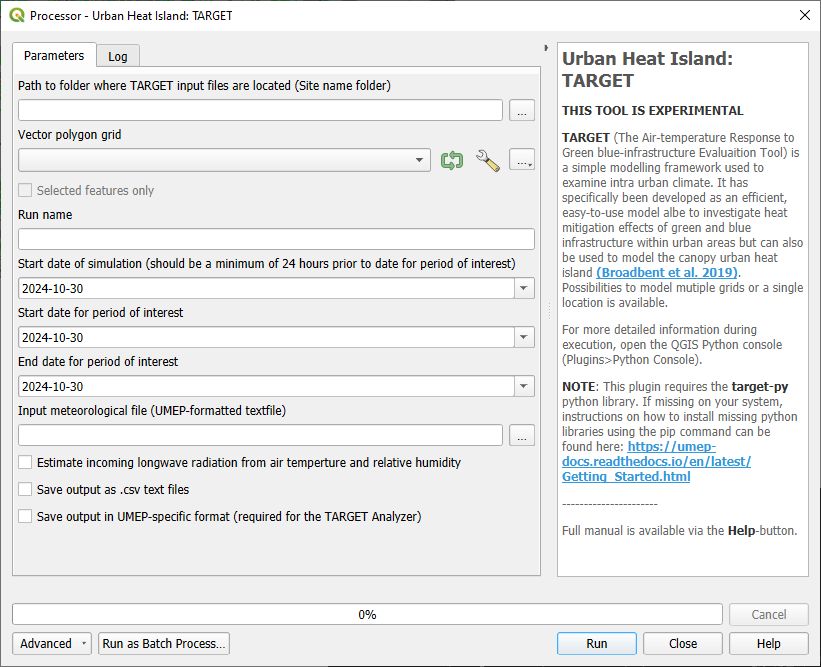 Processor - Urban Heat Island: TARGET
Parameters
Log
Path to folder where TARGET input files are located (Site name folder)
...
Vector polygon grid
...
Selected features only
Run name
Start date of simulation (should be a minimum of 24 hours prior to date for period of interest)
2024-10-30
Start date for period of interest
2024-10-30
End date for period of interest
2024-10-30
Input meteorological file (UMEP-formatted textfile)
...
Estimate incoming longwave radiation from air temperture and relative humidity
Save output as .csv text files
Save output in UMEP-specific format (required for the TARGET Analyzer)
Urban Heat Island:
TARGET
THIS TOOL IS EXPERIMENTAL
TARGET (The Air-temperature Response to
Green blue-infrastructure Evaluaition Tool) is
a simple modelling framework used to
examine intra urban climate. It has
specifically been developed as an efficient,
easy-to-use model albe to investigate heat
mitigation effects of green and blue
infrastructure within urban areas but can also
be used to model the canopy urban heat
island (Broadbent et al. 2019).
Possibilities to model mutiple grids or a single
location is available.
For more detailed information during
execution, open the QGIS Python console
(Plugins>Python Console).
NOTE: This plugin requires the target-py
python library. If missing on your system,
instructions on how to install missing python
libraries using the pip command can be
found here: https://umep-
docs.readthedocs.io/en/latest/
Getting_Started.html
----------------------
Full manual is available via the Help-button.
0%
Cancel
Advanced
Run as Batch Process...
Run
Close
Help